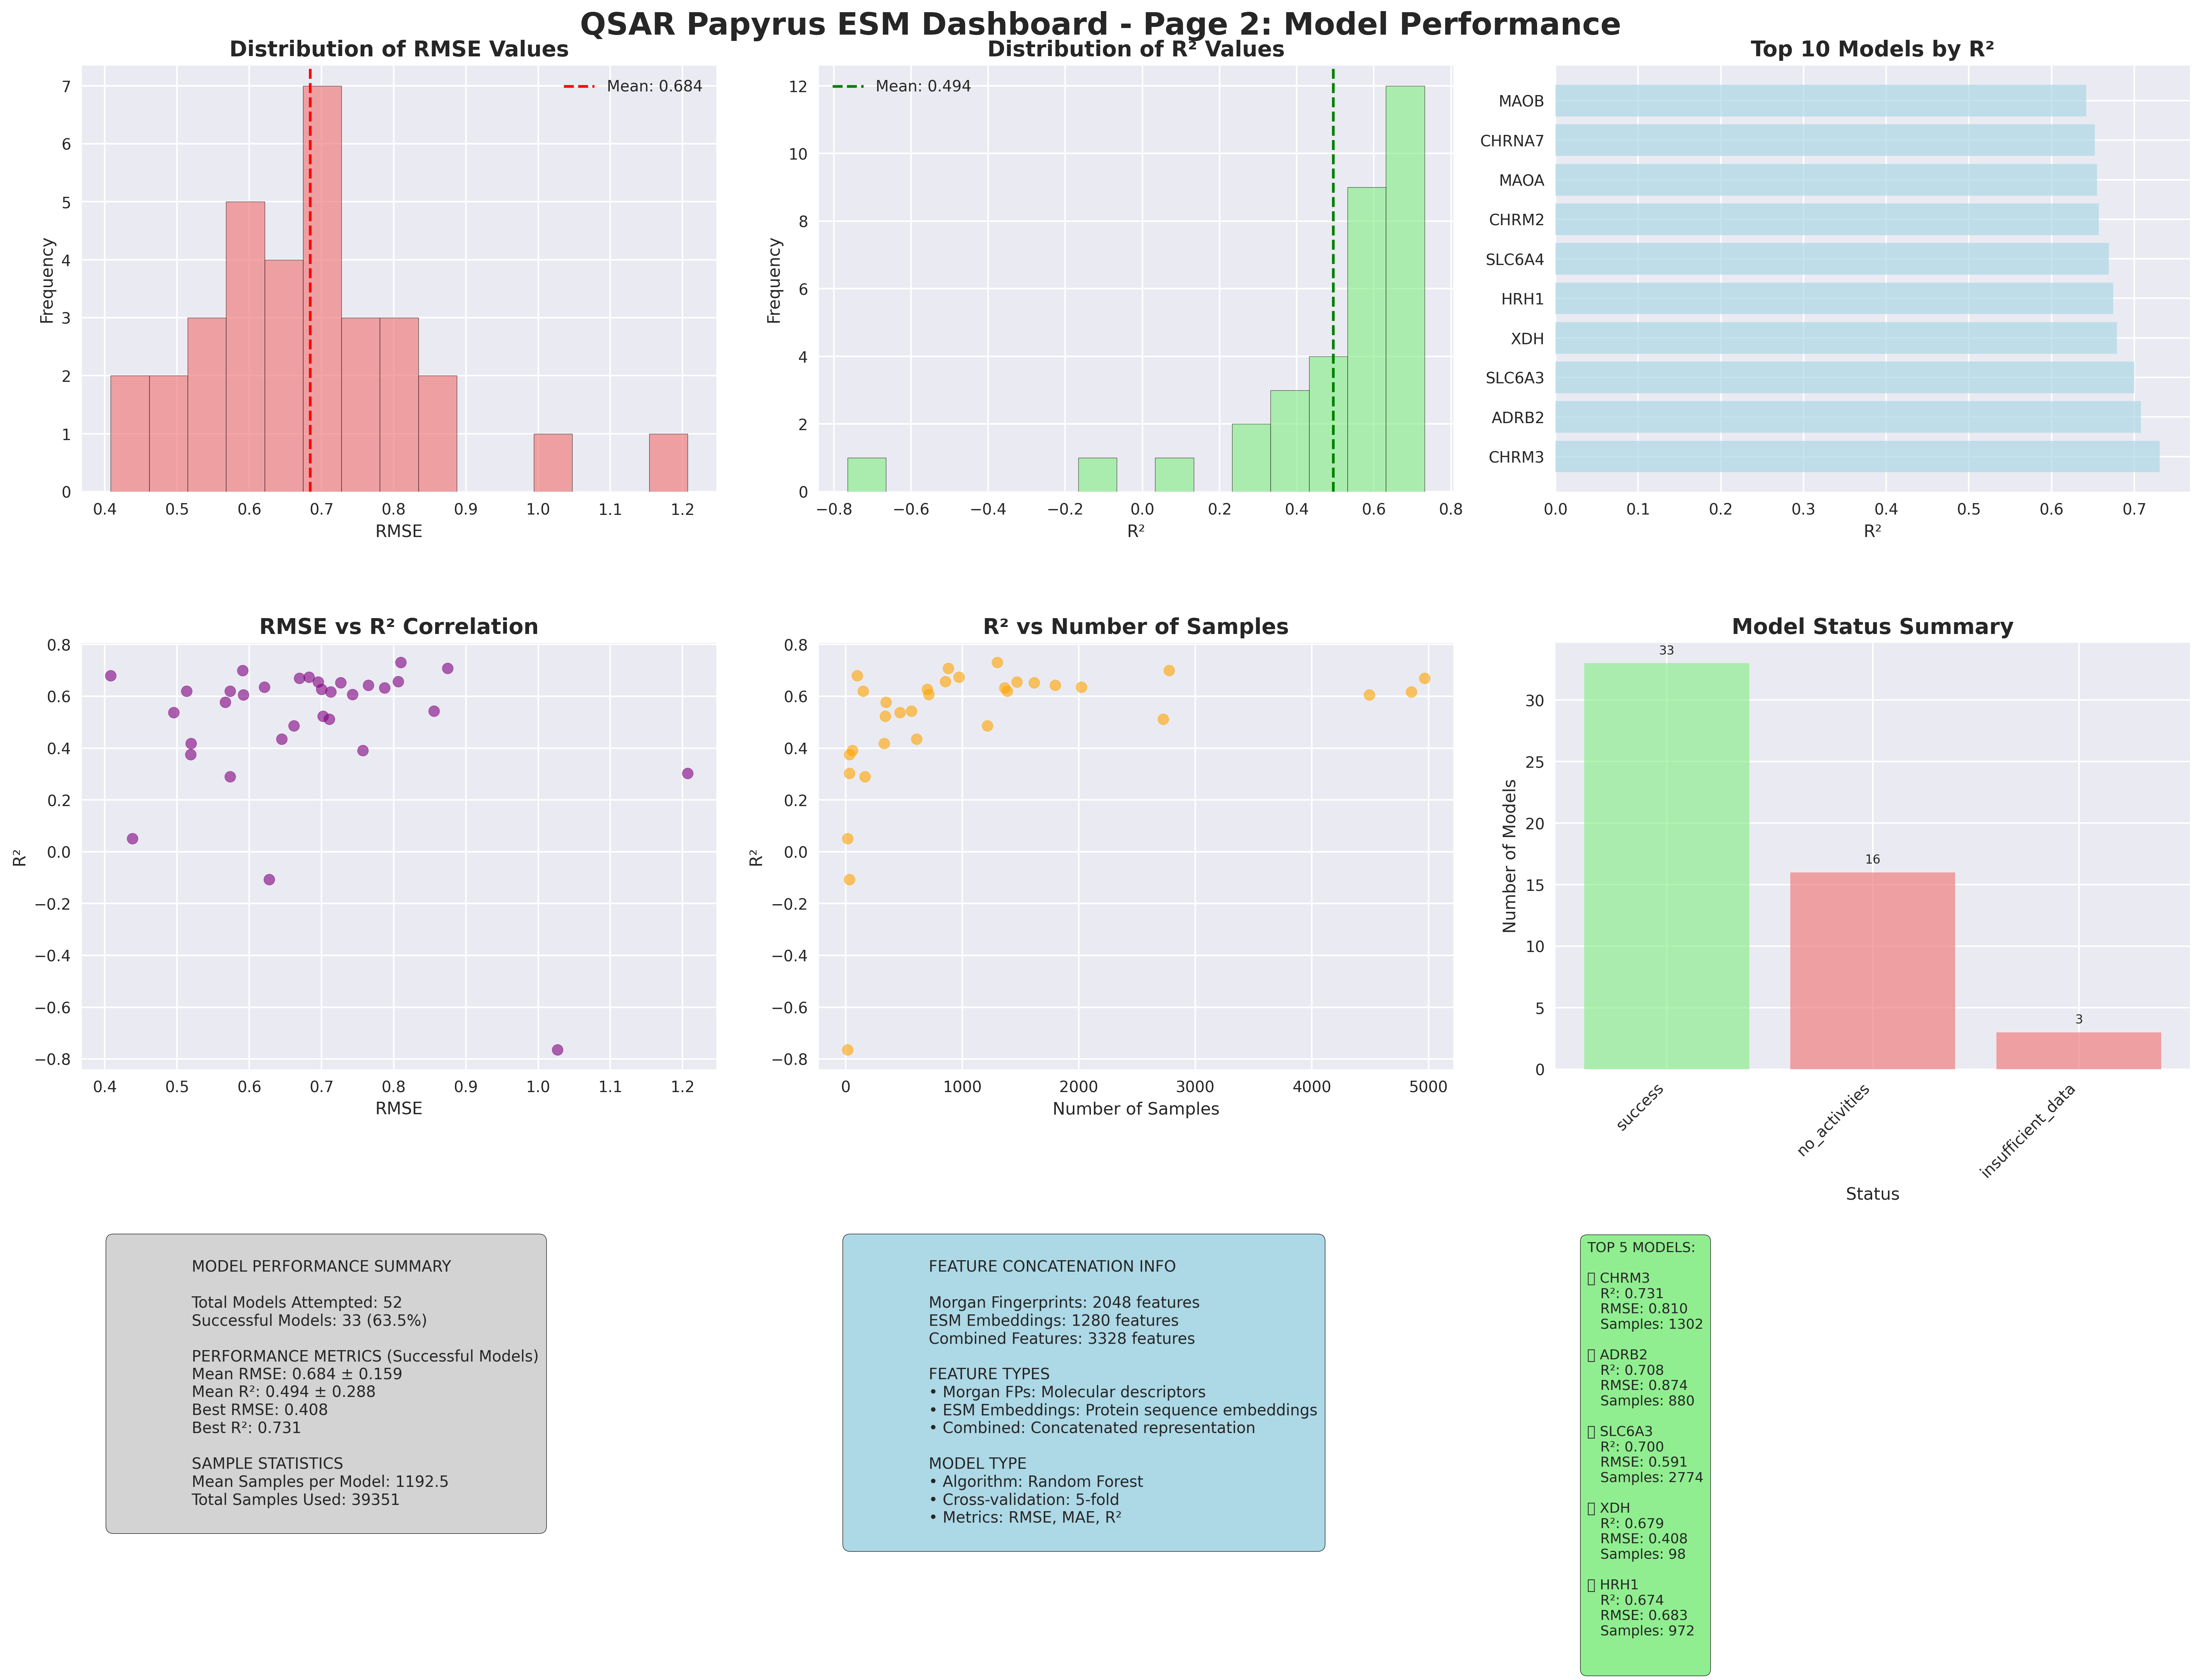 QSAR Papyrus ESM Dashboard - Page 2: Model Performance
Distribution of RMSE Values
Mean: 0.684
7
6
5
4
3
2
1
0
Frequency
0.4 0.5 0.6 0.7 0.8 0.9 1.0 1.1 1.2
RMSE
Distribution of R² Values
Mean: 0.494
12
10
8
6
4
2
0
Frequency
−0.8 −0.6 −0.4 −0.2 0.0 0.2 0.4 0.6 0.8
R²
Top 10 Models by R²
MAOB
CHRNA7
MAOA
CHRM2
SLC6A4
HRH1
XDH
SLC6A3
ADRB2
CHRM3
0.0 0.1 0.2 0.3 0.4 0.5 0.6 0.7
R²
RMSE vs R² Correlation
0.8
0.6
0.4
0.2
0.0
−0.2
−0.4
−0.6
−0.8
R²
0.4 0.5 0.6 0.7 0.8 0.9 1.0 1.1 1.2
RMSE
R² vs Number of Samples
0.8
0.6
0.4
0.2
0.0
−0.2
−0.4
−0.6
−0.8
R²
0 1000 2000 3000 4000 5000
Number of Samples
Model Status Summary
33
16
3
30
25
20
15
10
5
0
Number of Models
success
no_activities
insufficient_data
Status
MODEL PERFORMANCE SUMMARY
Total Models Attempted: 52
Successful Models: 33 (63.5%)
PERFORMANCE METRICS (Successful Models)
Mean RMSE: 0.684 ± 0.159
Mean R²: 0.494 ± 0.288
Best RMSE: 0.408
Best R²: 0.731
SAMPLE STATISTICS
Mean Samples per Model: 1192.5
Total Samples Used: 39351
FEATURE CONCATENATION INFO
Morgan Fingerprints: 2048 features
ESM Embeddings: 1280 features
Combined Features: 3328 features
FEATURE TYPES
• Morgan FPs: Molecular descriptors
• ESM Embeddings: Protein sequence embeddings
• Combined: Concatenated representation
MODEL TYPE
• Algorithm: Random Forest
• Cross-validation: 5-fold
• Metrics: RMSE, MAE, R²
TOP 5 MODELS:
CHRM3
R²: 0.731
RMSE: 0.810
Samples: 1302
ADRB2
R²: 0.708
RMSE: 0.874
Samples: 880
SLC6A3
R²: 0.700
RMSE: 0.591
Samples: 2774
XDH
R²: 0.679
RMSE: 0.408
Samples: 98
HRH1
R²: 0.674
RMSE: 0.683
Samples: 972